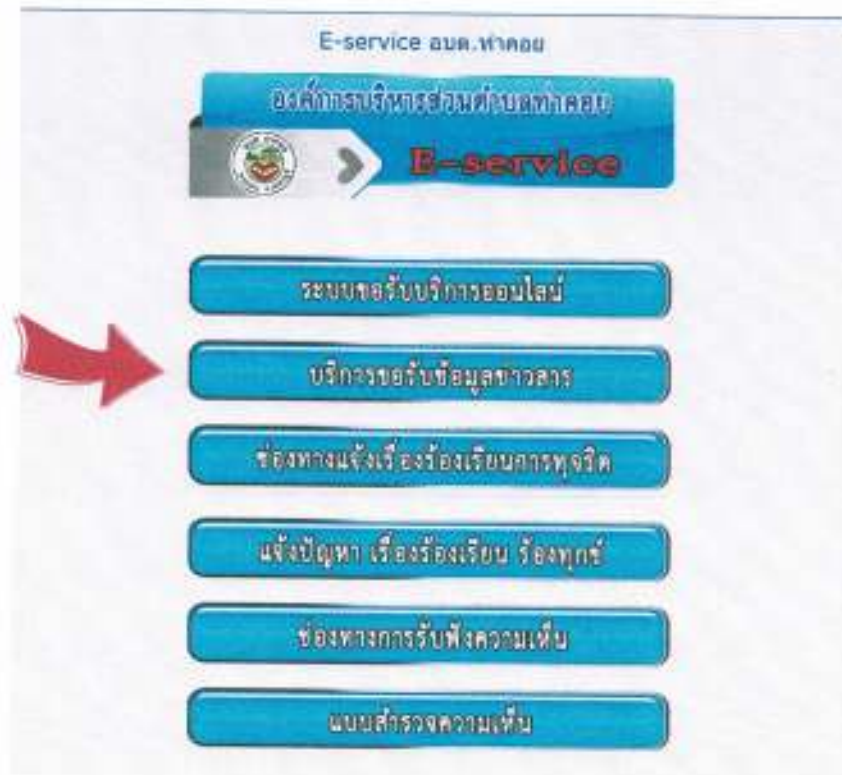 E-service อบต.ท่าคอย
องค์การบริหารส่วนตำบลท่าคอย
E-service
ระบบขอรับบริการออนไลน์
บริการขอรับข้อมูลข่าวสาร
ช่องทางแจ้งเรื่องร้องเรียนการทุจริต
แจ้งปัญหา เรื่องร้องเรียน ร้องทุกข์
ช่องทางการรับฟังความเห็น
แบบสำรวจความเห็น